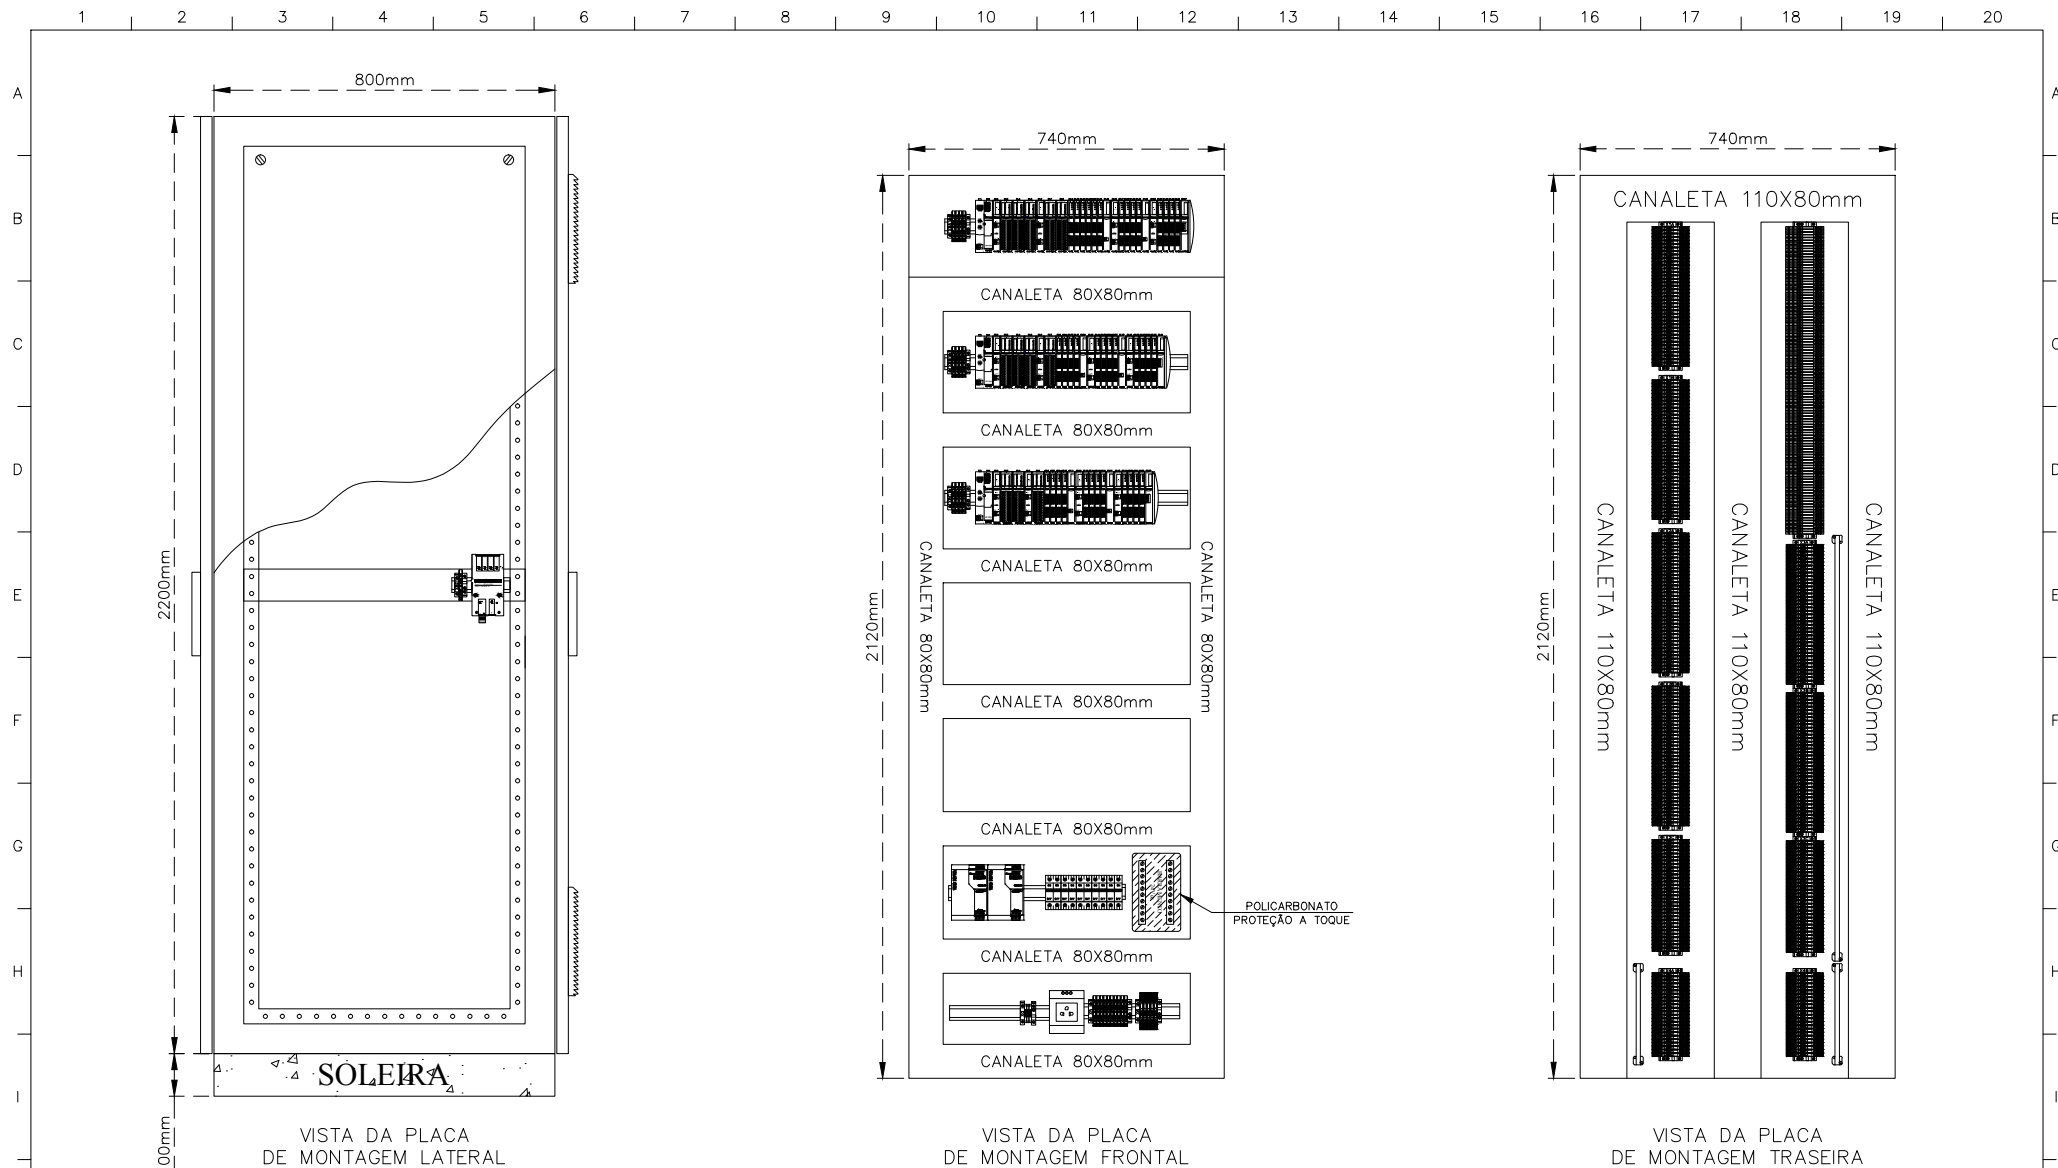 1 2 3 4 5 6 7 8 9 10 11 12 13 14 15 16 17 18 19 20
A
B
C
D
E
F
G
H
I
A
B
C
D
E
F
G
H
I
800mm
2200mm
00mm
SOLEIRA
VISTA DA PLACA
DE MONTAGEM LATERAL
740mm
2120mm
CANALETA 80X80mm
CANALETA 80X80mm
CANALETA 80X80mm
CANALETA 80X80mm
CANALETA 80X80mm
CANALETA 80X80mm
CANALETA 80X80mm
CANALETA 80X80mm
CANALETA 80X80mm
POLICARBONATO
PROTEÇÃO A TOQUE
VISTA DA PLACA
DE MONTAGEM FRONTAL
740mm
2120mm
CANALETA 110X80mm
CANALETA 110X80mm
CANALETA 110X80mm
CANALETA 110X80mm
VISTA DA PLACA
DE MONTAGEM TRASEIRA